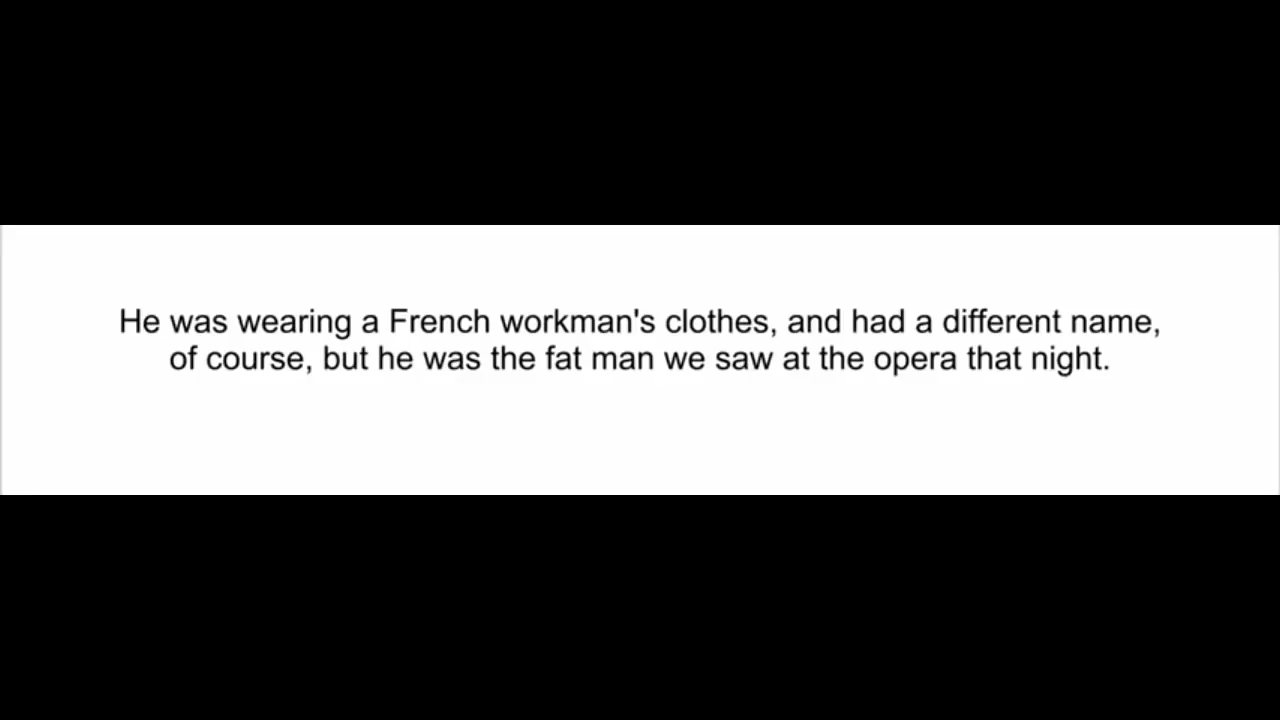 He was wearing a French workman's clothes, and had a different name,
of course, but he was the fat man we saw at the opera that night.